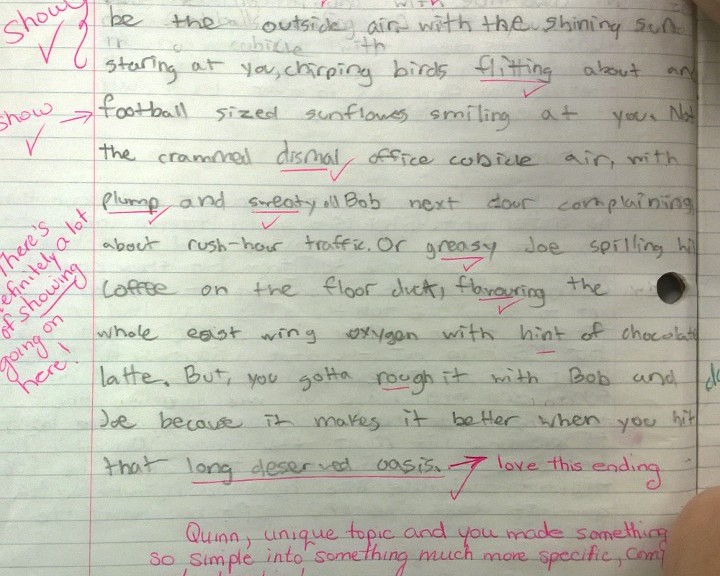 Show
be the outside air with the shining sun
staring at you, chirping birds flitting about an
show → football sized sunflowes smiling at you. Not
the crammed dismal office cubicle air, with
plump and sweaty ol Bob next dour complaining
about rush-hour traffic. Or greasy Joe spilling hi
coffee on the floor duct, flavouring the
whole east wing oxygen with hint of chocolate
latte. But, you gotta rough it with Bob and
Joe because it makes it better when you hit
that long deserved oasis. → love this ending
There's
definitely a lot
of showing
going on
here!
Quinn, unique topic and you made something
so simple into something much more specific,